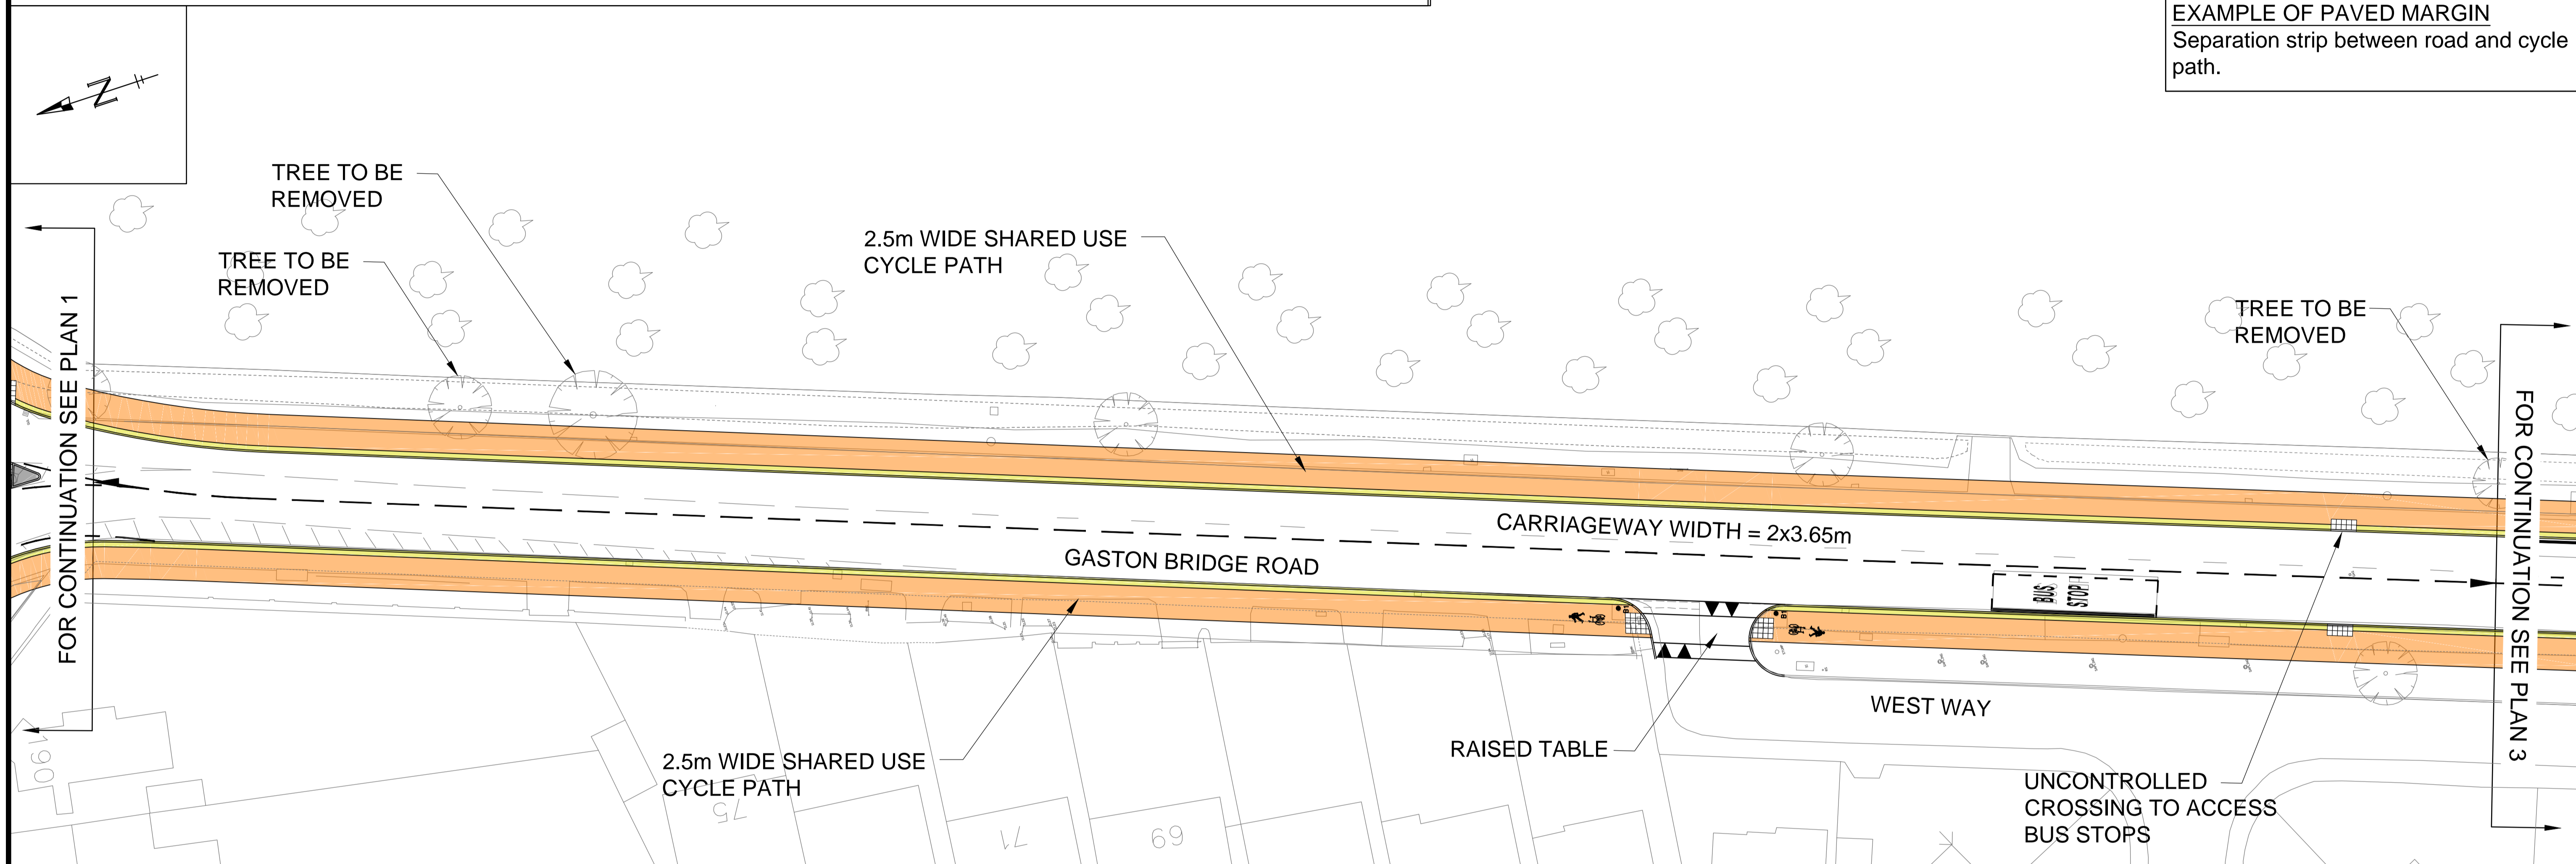 EXAMPLE OF PAVED MARGIN
Separation strip between road and cycle
path.
N
TREE TO BE
REMOVED
TREE TO BE
REMOVED
2.5m WIDE SHARED USE
CYCLE PATH
TREE TO BE
REMOVED
FOR CONTINUATION SEE PLAN 1
CARRIAGEWAY WIDTH = 2x3.65m
GASTON BRIDGE ROAD
BUS
STOP
FOR CONTINUATION SEE PLAN 3
WEST WAY
RAISED TABLE
2.5m WIDE SHARED USE
CYCLE PATH
UNCONTROLLED
CROSSING TO ACCESS
BUS STOPS
190
75
71
69